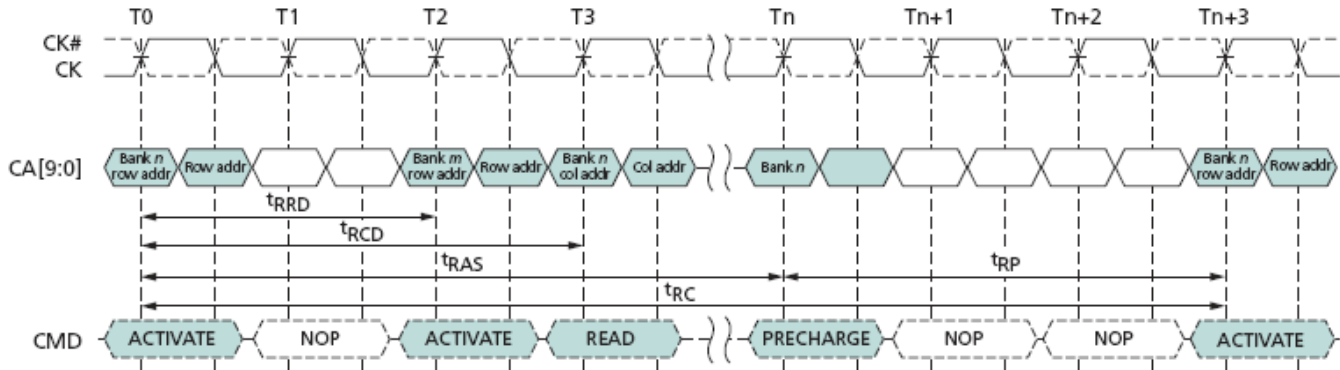 T0 T1 T2 T3 Tn Tn+1 Tn+2 Tn+3
CK#
CK
CA[9:0]
Bank n row addr
Row addr
Bank m row addr
Row addr
Bank n col addr
Col addr
Bank n
Bank n row addr
Row addr
tRRD
tRCD
tRAS tRP
tRC
CMD ACTIVATE NOP ACTIVATE READ PRECHARGE NOP NOP ACTIVATE